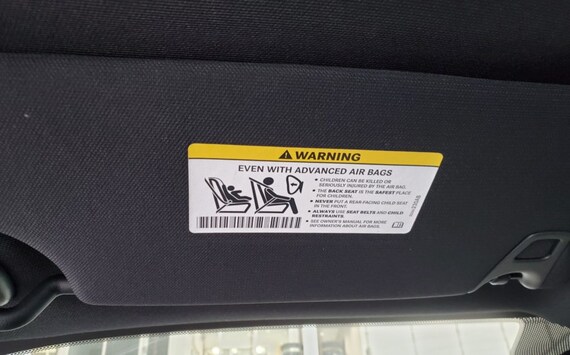 ⚠ WARNING
EVEN WITH ADVANCED AIR BAGS
• CHILDREN CAN BE KILLED OR
SERIOUSLY INJURED BY THE AIR BAG.
• THE BACK SEAT IS THE SAFEST PLACE
FOR CHILDREN.
• NEVER PUT A REAR-FACING CHILD SEAT
IN THE FRONT.
• ALWAYS USE SEAT BELTS AND CHILD
RESTRAINTS.
• SEE OWNER'S MANUAL FOR MORE
INFORMATION ABOUT AIR BAGS.